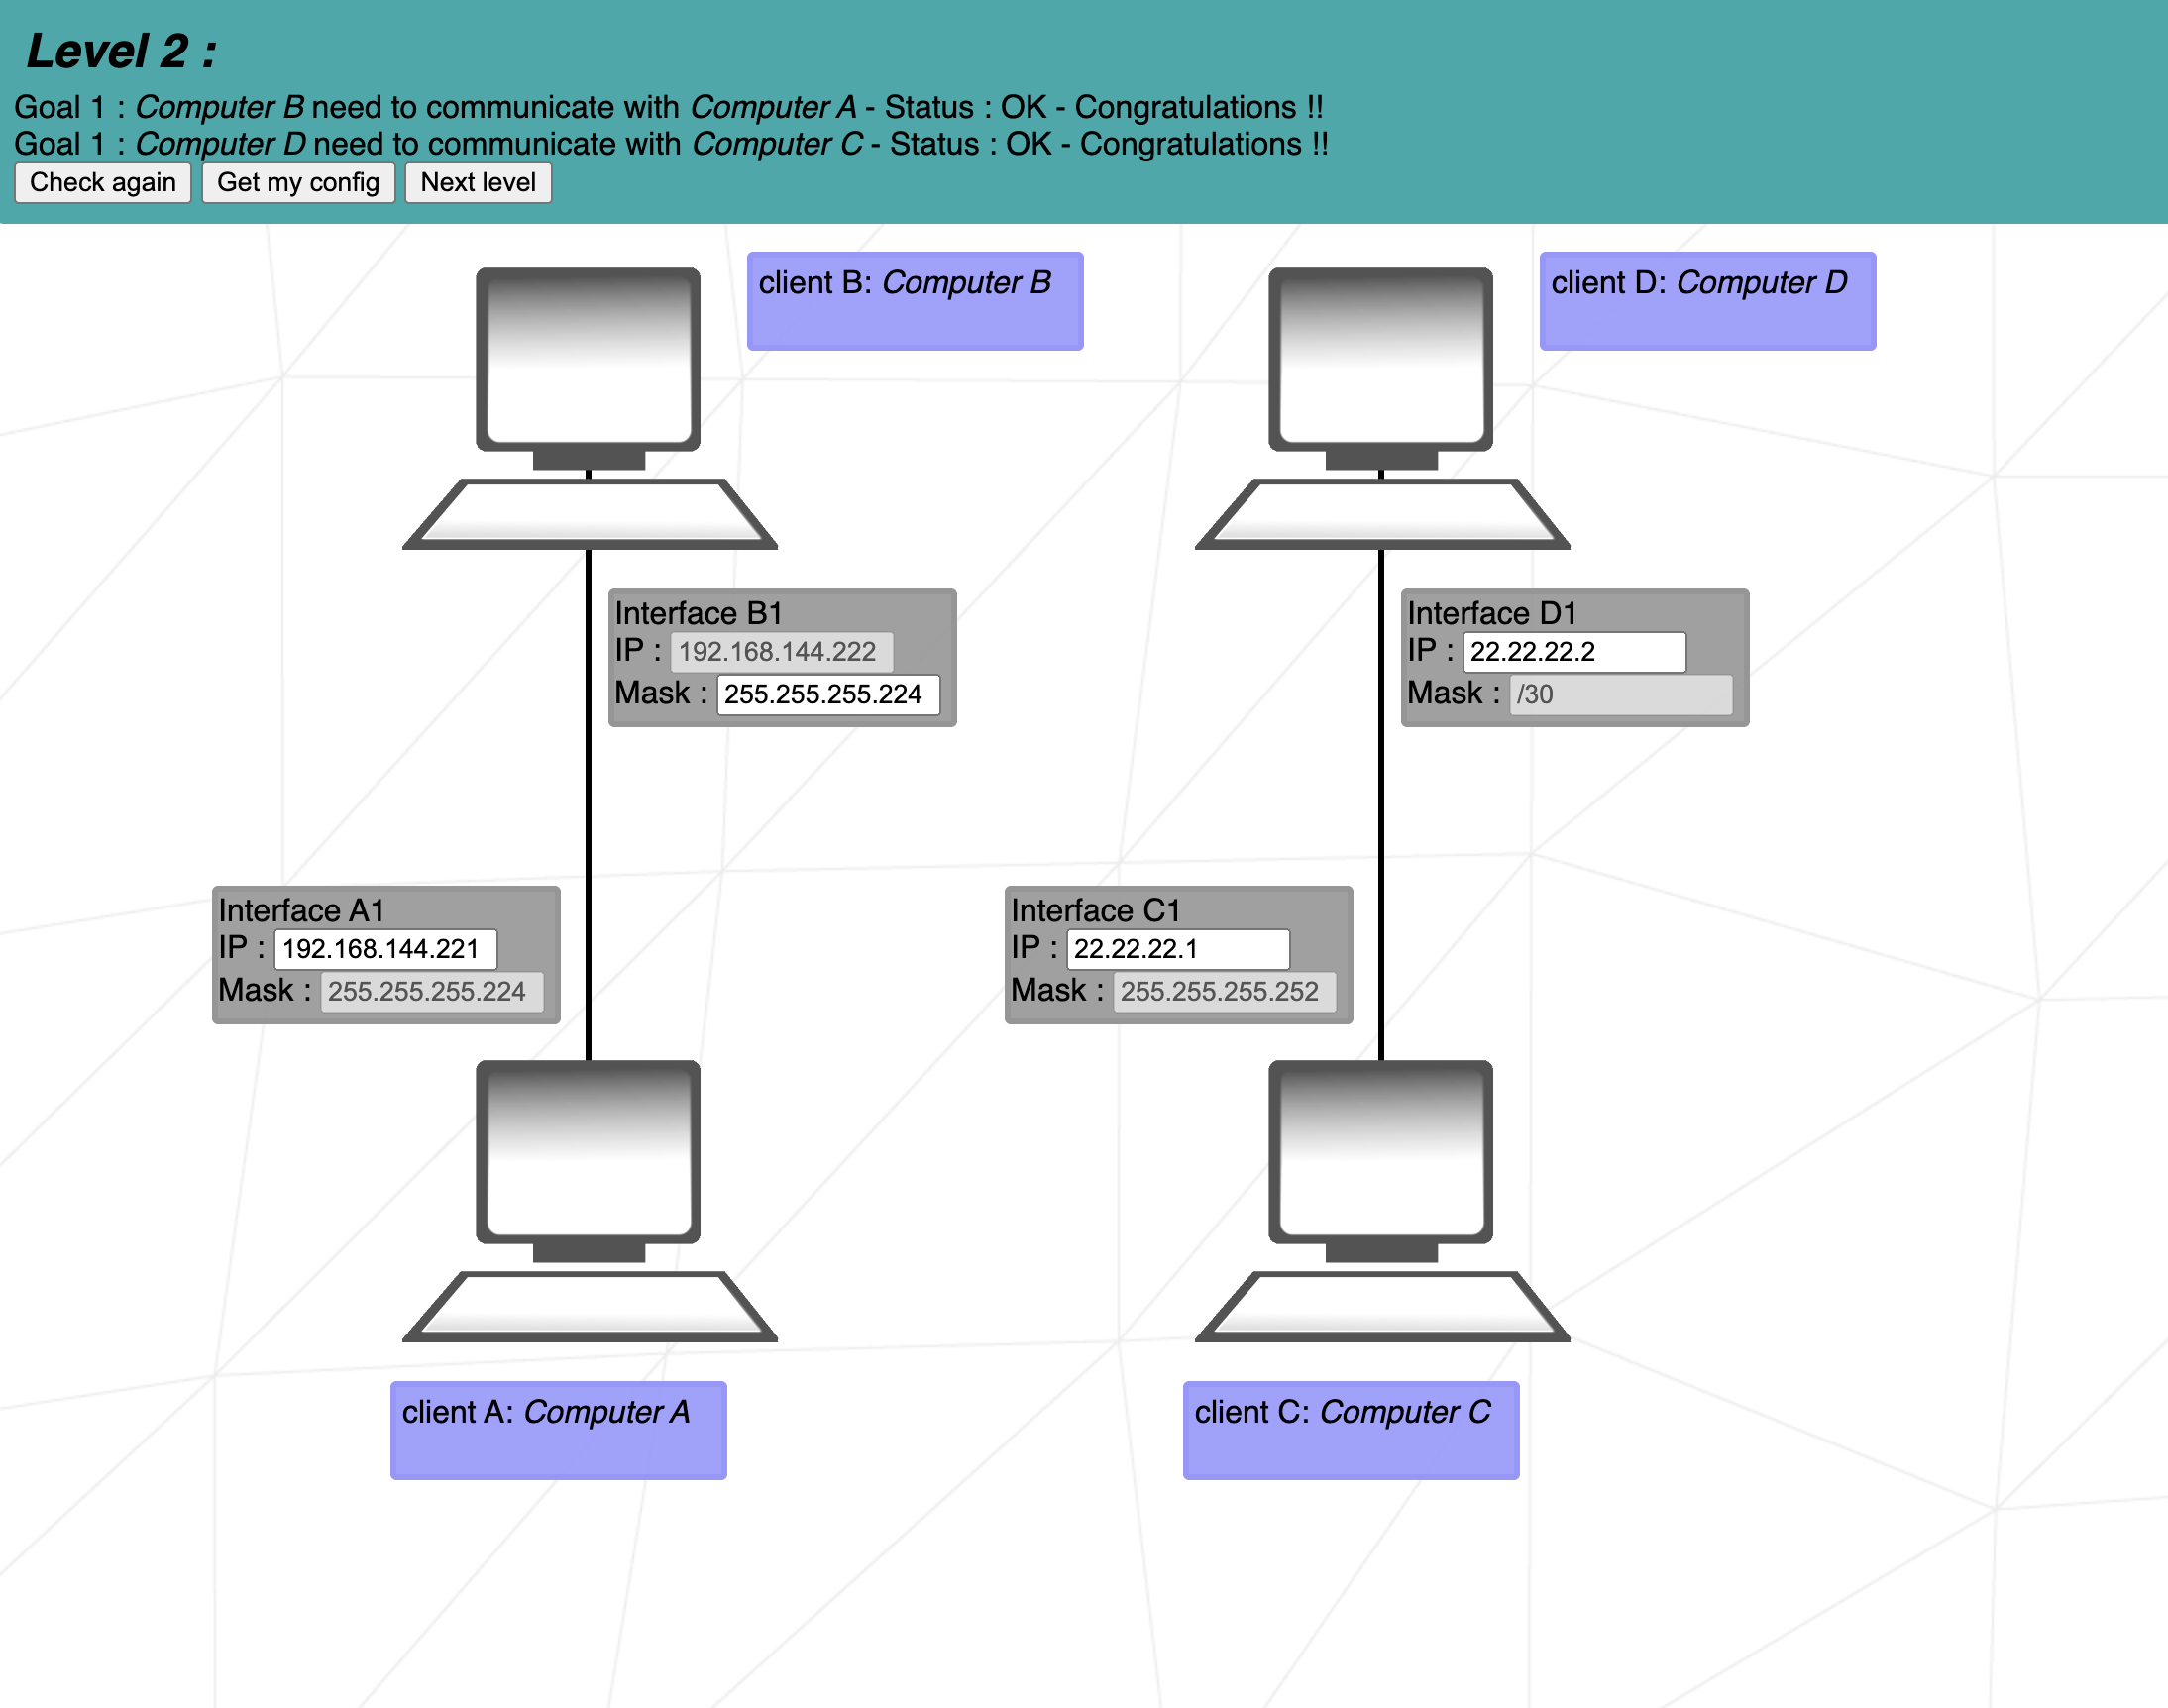 Level 2 :
Goal 1 : Computer B need to communicate with Computer A - Status : OK - Congratulations !!
Goal 1 : Computer D need to communicate with Computer C - Status : OK - Congratulations !!
Check again Get my config Next level
client B: Computer B
client D: Computer D
Interface B1
IP : 192.168.144.222
Mask : 255.255.255.224
Interface D1
IP : 22.22.22.2
Mask : /30
Interface A1
IP : 192.168.144.221
Mask : 255.255.255.224
Interface C1
IP : 22.22.22.1
Mask : 255.255.255.252
client A: Computer A
client C: Computer C